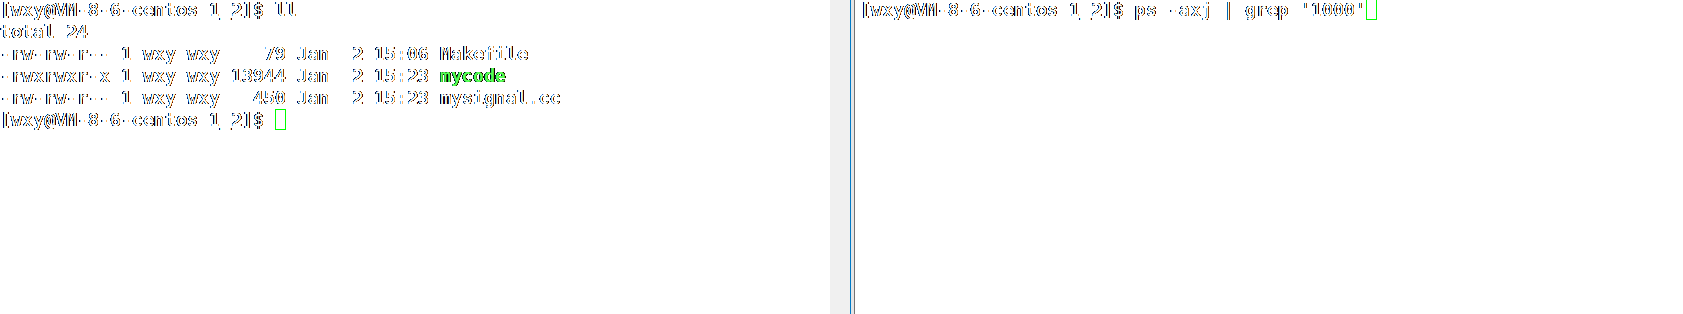 [wxy@VM-8-6-centos 1_2]$ ll
total 24
-rw-rw-r-- 1 wxy wxy    79 Jan  2 15:06 Makefile
-rwxrwxr-x 1 wxy wxy 13944 Jan  2 15:23 mycode
-rw-rw-r-- 1 wxy wxy   450 Jan  2 15:23 mysignal.cc
[wxy@VM-8-6-centos 1_2]$
[wxy@VM-8-6-centos 1_2]$ ps -axj | grep '1000'